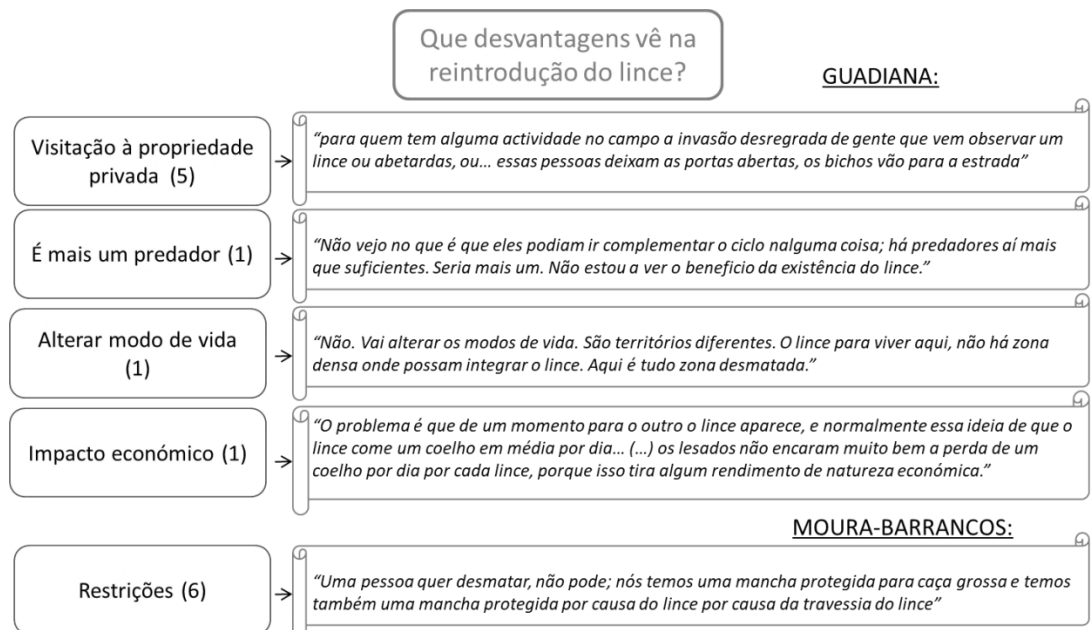 Que desvantagens vê na
reintrodução do lince?
GUADIANA:
Visitação à propriedade
privada (5)
“para quem tem alguma actividade no campo a invasão desregrada de gente que vem observar um
lince ou abetardas, ou… essas pessoas deixam as portas abertas, os bichos vão para a estrada”
É mais um predador (1)
“Não vejo no que é que eles podiam ir complementar o ciclo nalguma coisa; há predadores aí mais
que suficientes. Seria mais um. Não estou a ver o beneficio da existência do lince.”
Alterar modo de vida
(1)
“Não. Vai alterar os modos de vida. São territórios diferentes. O lince para viver aqui, não há zona
densa onde possam integrar o lince. Aqui é tudo zona desmatada.”
Impacto económico (1)
“O problema é que de um momento para o outro o lince aparece, e normalmente essa ideia de que o
lince come um coelho em média por dia… (…) os lesados não encaram muito bem a perda de um
coelho por dia por cada lince, porque isso tira algum rendimento de natureza económica.”
MOURA-BARRANCOS:
Restrições (6)
“Uma pessoa quer desmatar, não pode; nós temos uma mancha protegida para caça grossa e temos
também uma mancha protegida por causa do lince por causa da travessia do lince”